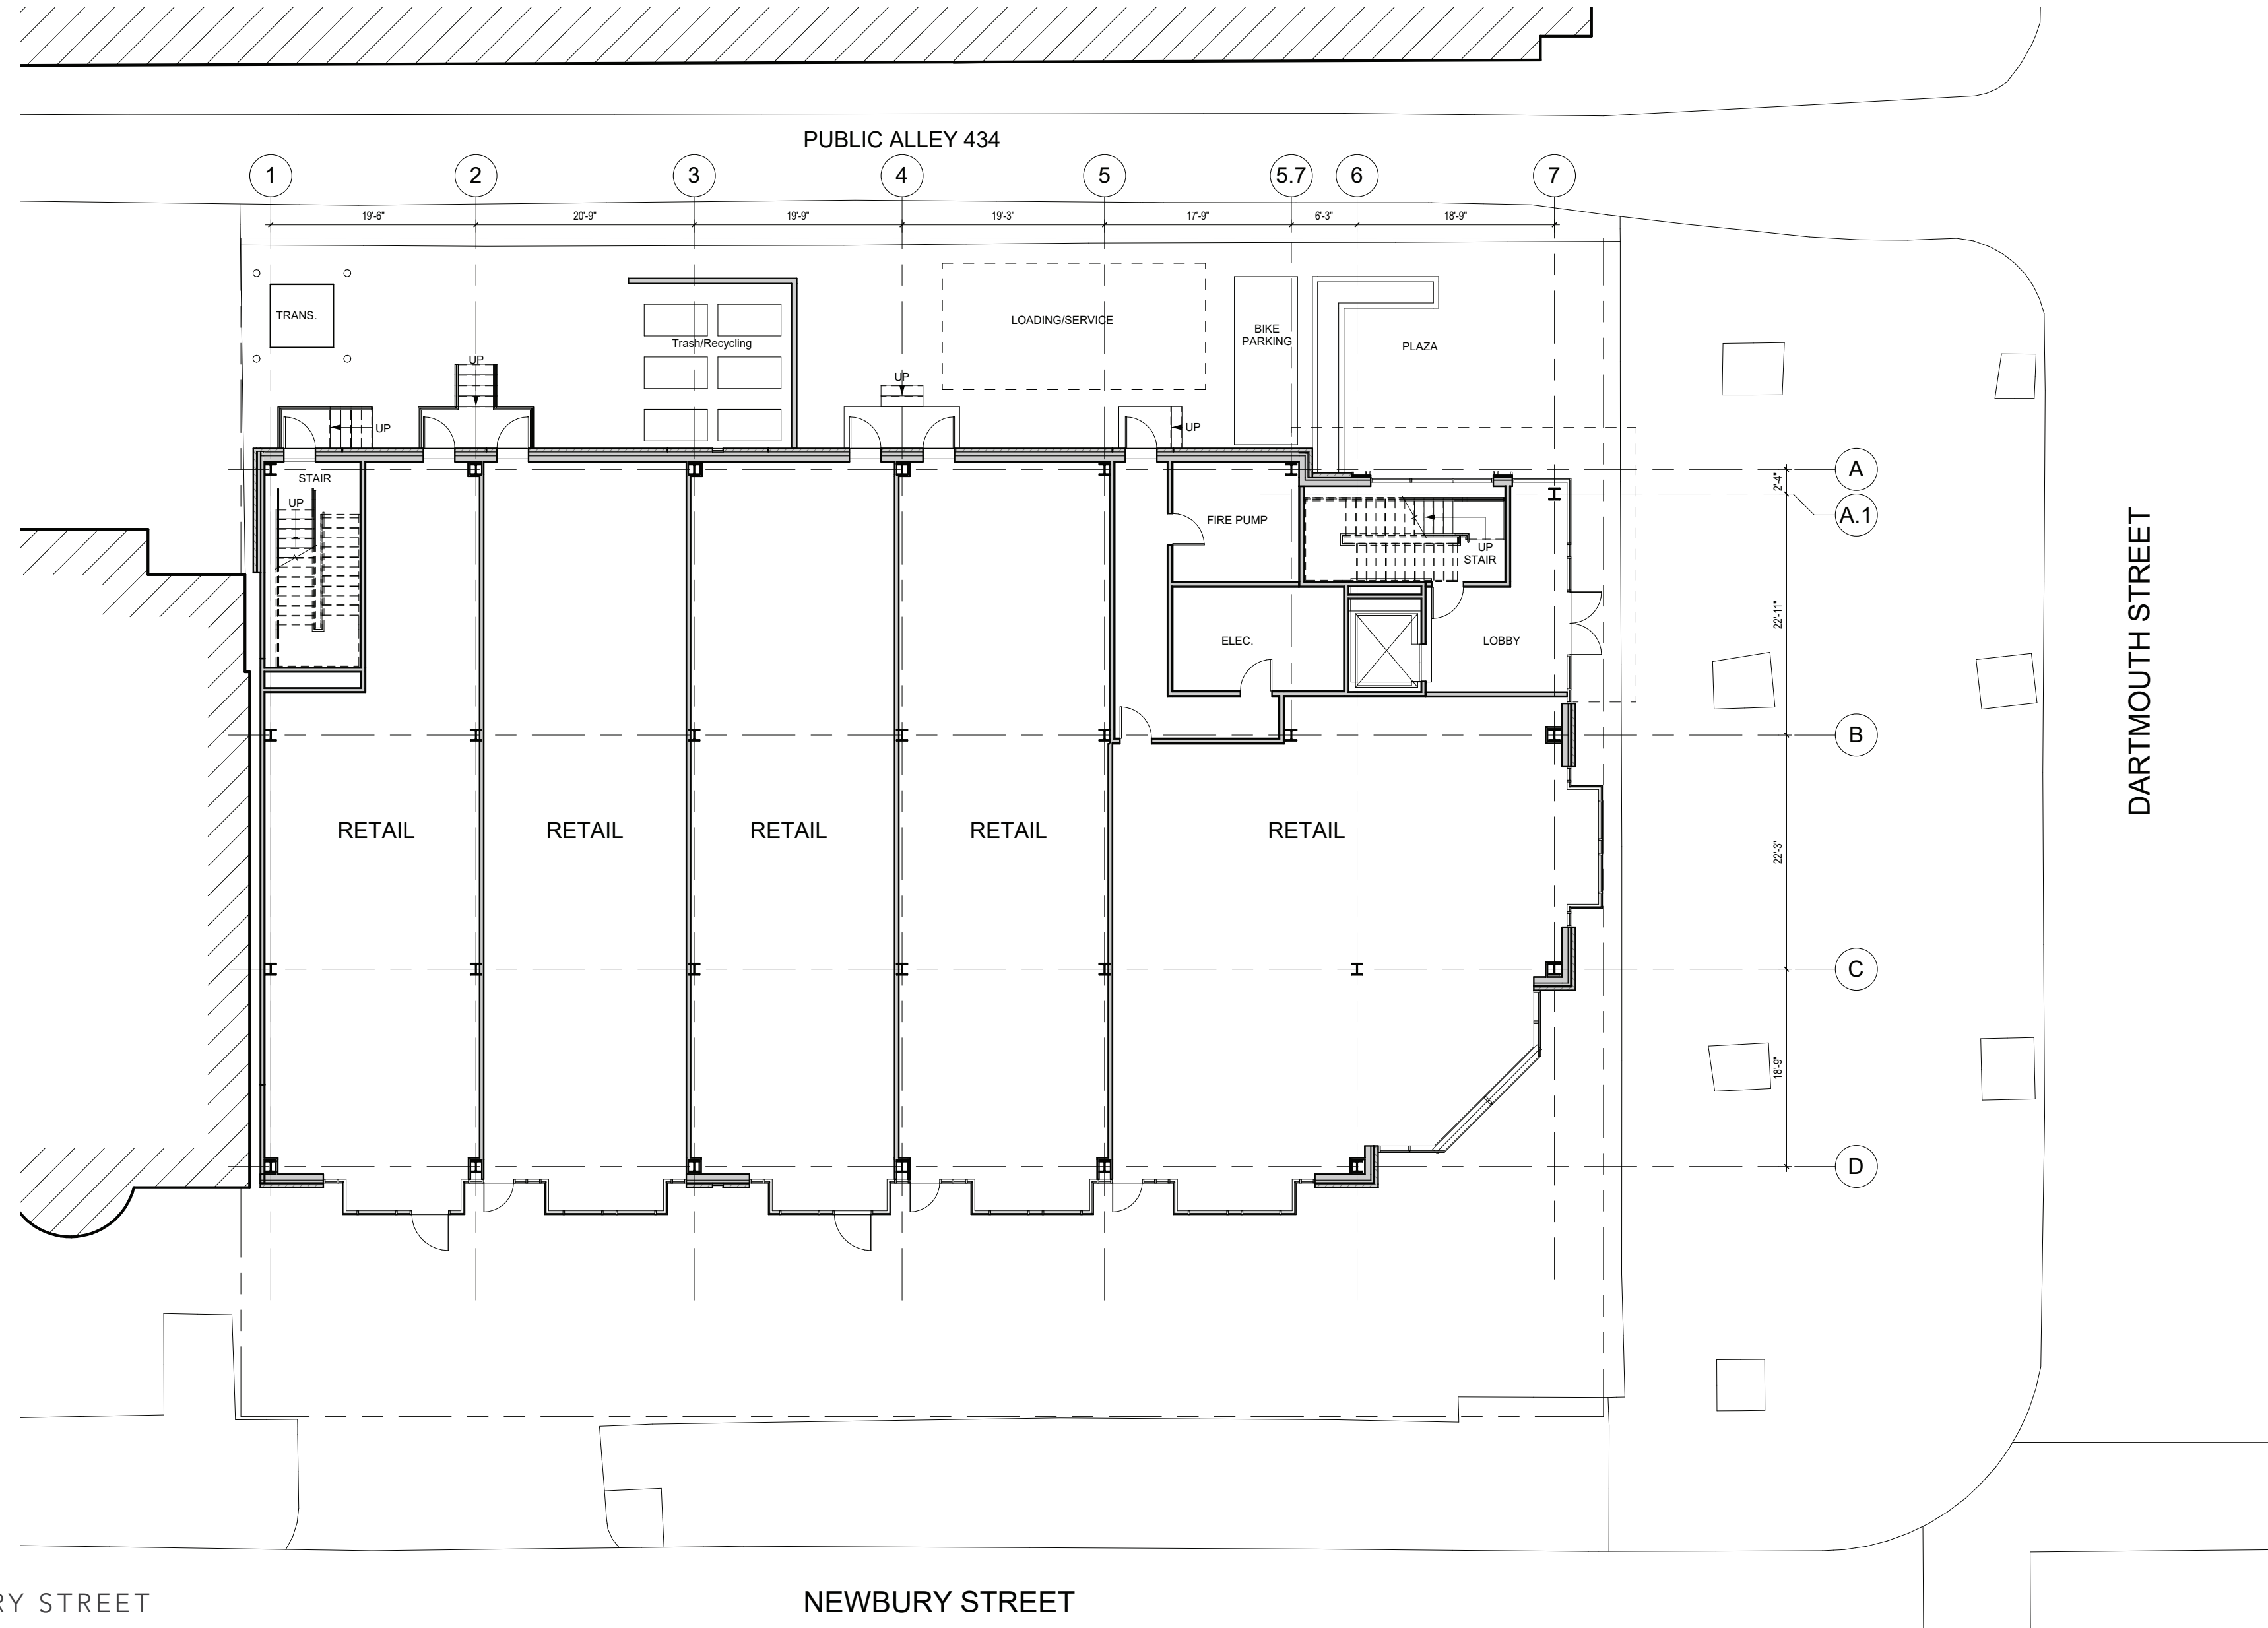 PUBLIC ALLEY 434
1 2 3 4 5 5.7 6 7
19'-6" 20'-9" 19'-9" 19'-3" 17'-9" 6'-3" 18'-9"
TRANS.
LOADING/SERVICE
BIKE
PARKING
Trash/Recycling
PLAZA
UP
UP
UP
UP
A
STAIR
2'-4"
UP
A.1
FIRE PUMP
UP
STAIR
22'-11"
ELEC.
LOBBY
DARTMOUTH STREET
B
RETAIL RETAIL RETAIL RETAIL RETAIL
22'-3"
C
18'-9"
D
RY STREET
NEWBURY STREET